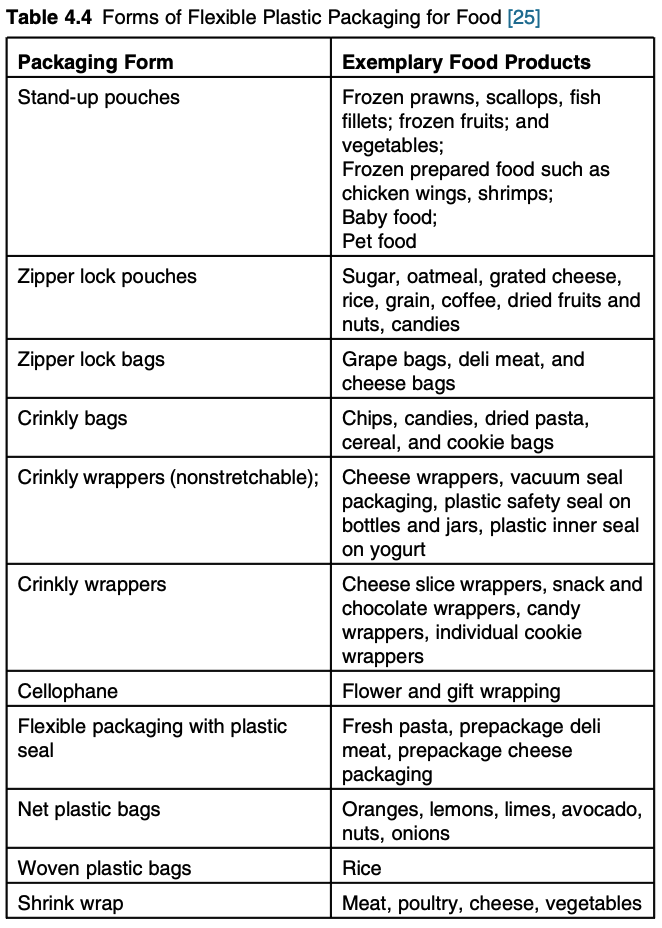 Table 4.4 Forms of Flexible Plastic Packaging for Food [25]
Packaging Form
Exemplary Food Products
Stand-up pouches
Frozen prawns, scallops, fish
fillets; frozen fruits; and
vegetables;
Frozen prepared food such as
chicken wings, shrimps;
Baby food;
Pet food
Zipper lock pouches
Sugar, oatmeal, grated cheese,
rice, grain, coffee, dried fruits and
nuts, candies
Zipper lock bags
Grape bags, deli meat, and
cheese bags
Crinkly bags
Chips, candies, dried pasta,
cereal, and cookie bags
Crinkly wrappers (nonstretchable);
Cheese wrappers, vacuum seal
packaging, plastic safety seal on
bottles and jars, plastic inner seal
on yogurt
Crinkly wrappers
Cheese slice wrappers, snack and
chocolate wrappers, candy
wrappers, individual cookie
wrappers
Cellophane
Flower and gift wrapping
Flexible packaging with plastic
seal
Fresh pasta, prepackage deli
meat, prepackage cheese
packaging
Net plastic bags
Oranges, lemons, limes, avocado,
nuts, onions
Woven plastic bags
Rice
Shrink wrap
Meat, poultry, cheese, vegetables